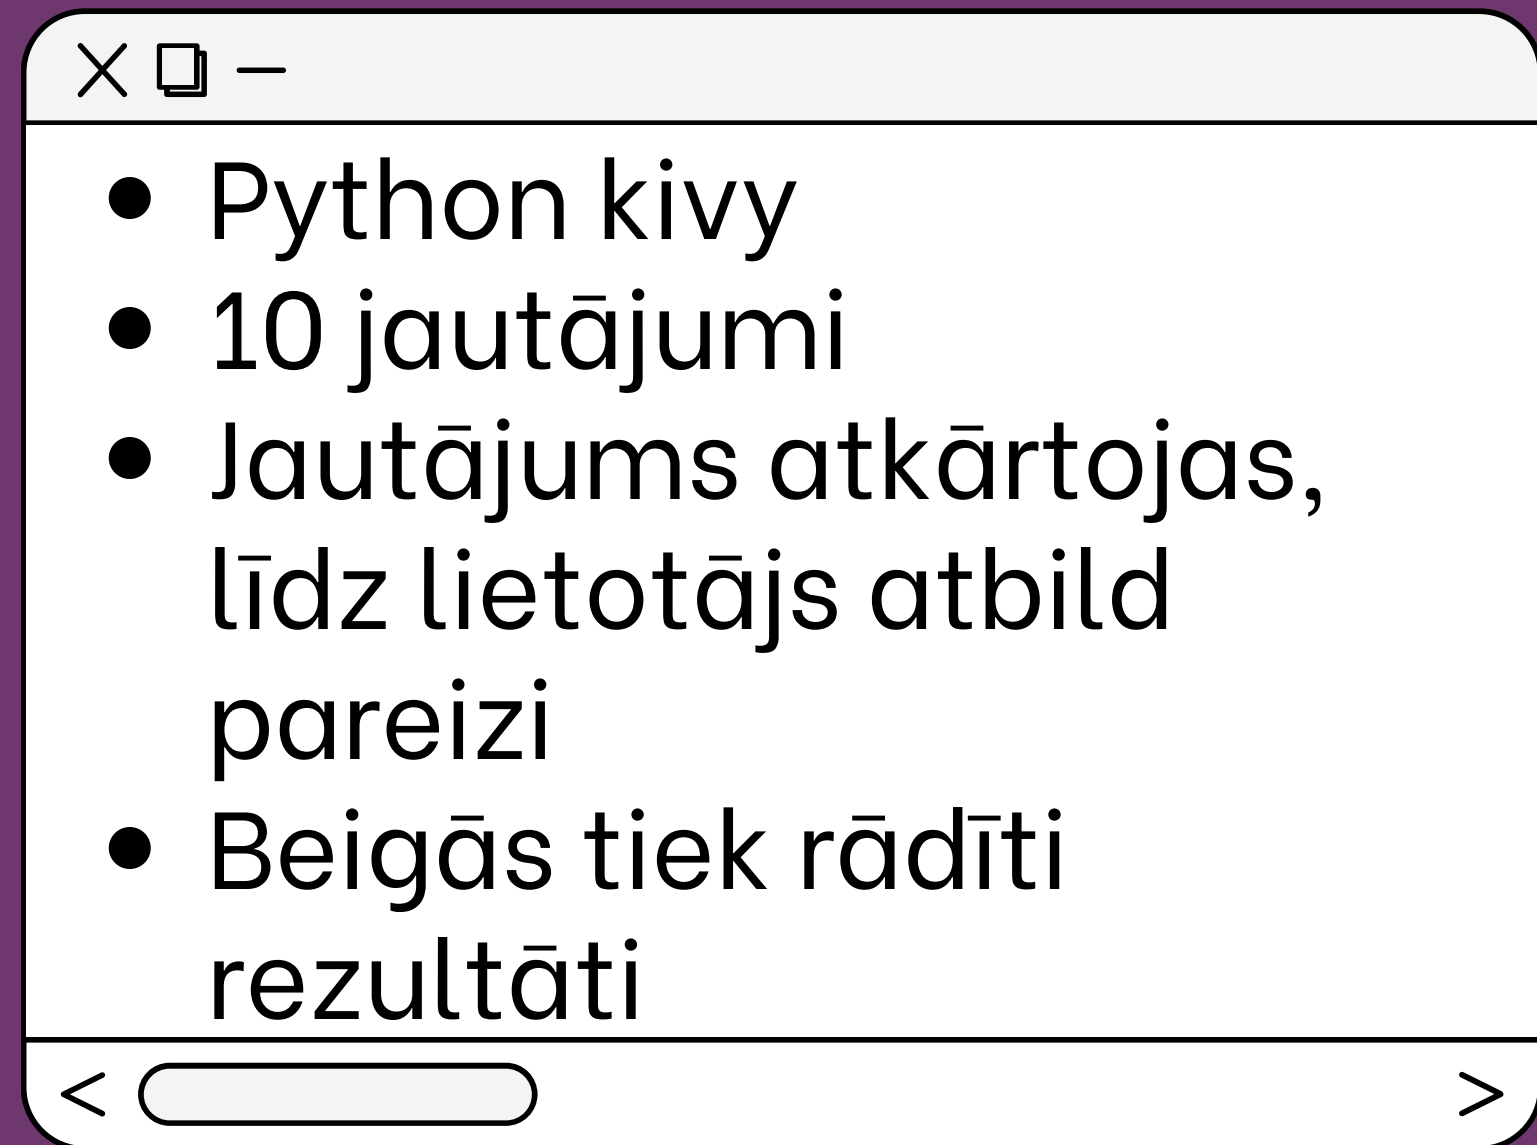 • Python kivy
• 10 jautājumi
• Jautājums atkārtojas,
līdz lietotājs atbild
pareizi
• Beigās tiek rādīti
rezultāti